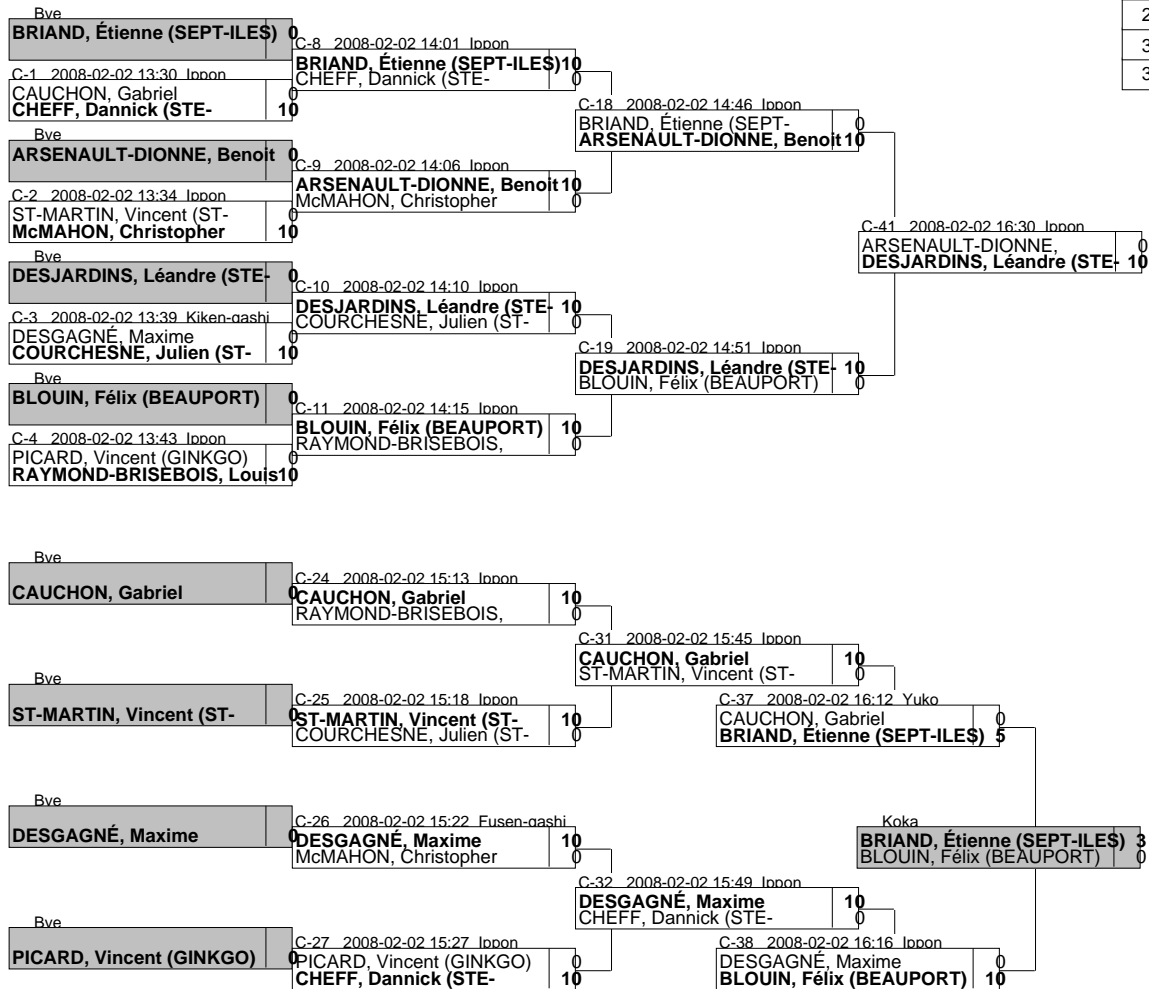 Bye
BRIAND, Étienne (SEPT-ILES) 0
C-1 2008-02-02 13:30 Ippon
CAUCHON, Gabriel 0
CHEFF, Dannick (STE- 10
Bye
ARSENAULT-DIONNE, Benoit 0
C-2 2008-02-02 13:34 Ippon
ST-MARTIN, Vincent (ST- 0
McMAHON, Christopher 10
Bye
DESJARDINS, Léandre (STE- 0
C-3 2008-02-02 13:39 Kiken-gashi
DESGAGNÉ, Maxime 0
COURCHESNE, Julien (ST- 10
Bye
BLOUIN, Félix (BEAUPORT) 0
C-4 2008-02-02 13:43 Ippon
PICARD, Vincent (GINKGO) 0
RAYMOND-BRISEBOIS, Louis 10
C-8 2008-02-02 14:01 Ippon
BRIAND, Étienne (SEPT-ILES) 10
CHEFF, Dannick (STE- 0
C-9 2008-02-02 14:06 Ippon
ARSENAULT-DIONNE, Benoit 10
McMAHON, Christopher 0
C-10 2008-02-02 14:10 Ippon
DESJARDINS, Léandre (STE- 10
COURCHESNE, Julien (ST- 0
C-11 2008-02-02 14:15 Ippon
BLOUIN, Félix (BEAUPORT) 10
RAYMOND-BRISEBOIS, 0
C-18 2008-02-02 14:46 Ippon
BRIAND, Étienne (SEPT- 0
ARSENAULT-DIONNE, Benoit 10
C-19 2008-02-02 14:51 Ippon
DESJARDINS, Léandre (STE- 10
BLOUIN, Félix (BEAUPORT) 0
C-41 2008-02-02 16:30 Ippon
ARSENAULT-DIONNE, 0
DESJARDINS, Léandre (STE- 10
2
3
3
Bye
CAUCHON, Gabriel 0
Bye
ST-MARTIN, Vincent (ST- 0
Bye
DESGAGNÉ, Maxime 0
Bye
PICARD, Vincent (GINKGO) 0
C-24 2008-02-02 15:13 Ippon
CAUCHON, Gabriel 10
RAYMOND-BRISEBOIS, 0
C-25 2008-02-02 15:18 Ippon
ST-MARTIN, Vincent (ST- 10
COURCHESNE, Julien (ST- 0
C-26 2008-02-02 15:22 Fusen-gashi
DESGAGNÉ, Maxime 10
McMAHON, Christopher 0
C-27 2008-02-02 15:27 Ippon
PICARD, Vincent (GINKGO) 0
CHEFF, Dannick (STE- 10
C-31 2008-02-02 15:45 Ippon
CAUCHON, Gabriel 10
ST-MARTIN, Vincent (ST- 0
C-32 2008-02-02 15:49 Ippon
DESGAGNÉ, Maxime 10
CHEFF, Dannick (STE- 0
C-37 2008-02-02 16:12 Yuko
CAUCHON, Gabriel 0
BRIAND, Étienne (SEPT-ILES) 5
C-38 2008-02-02 16:16 Ippon
DESGAGNÉ, Maxime 0
BLOUIN, Félix (BEAUPORT) 10
Koka
BRIAND, Étienne (SEPT-ILES) 3
BLOUIN, Félix (BEAUPORT) 0